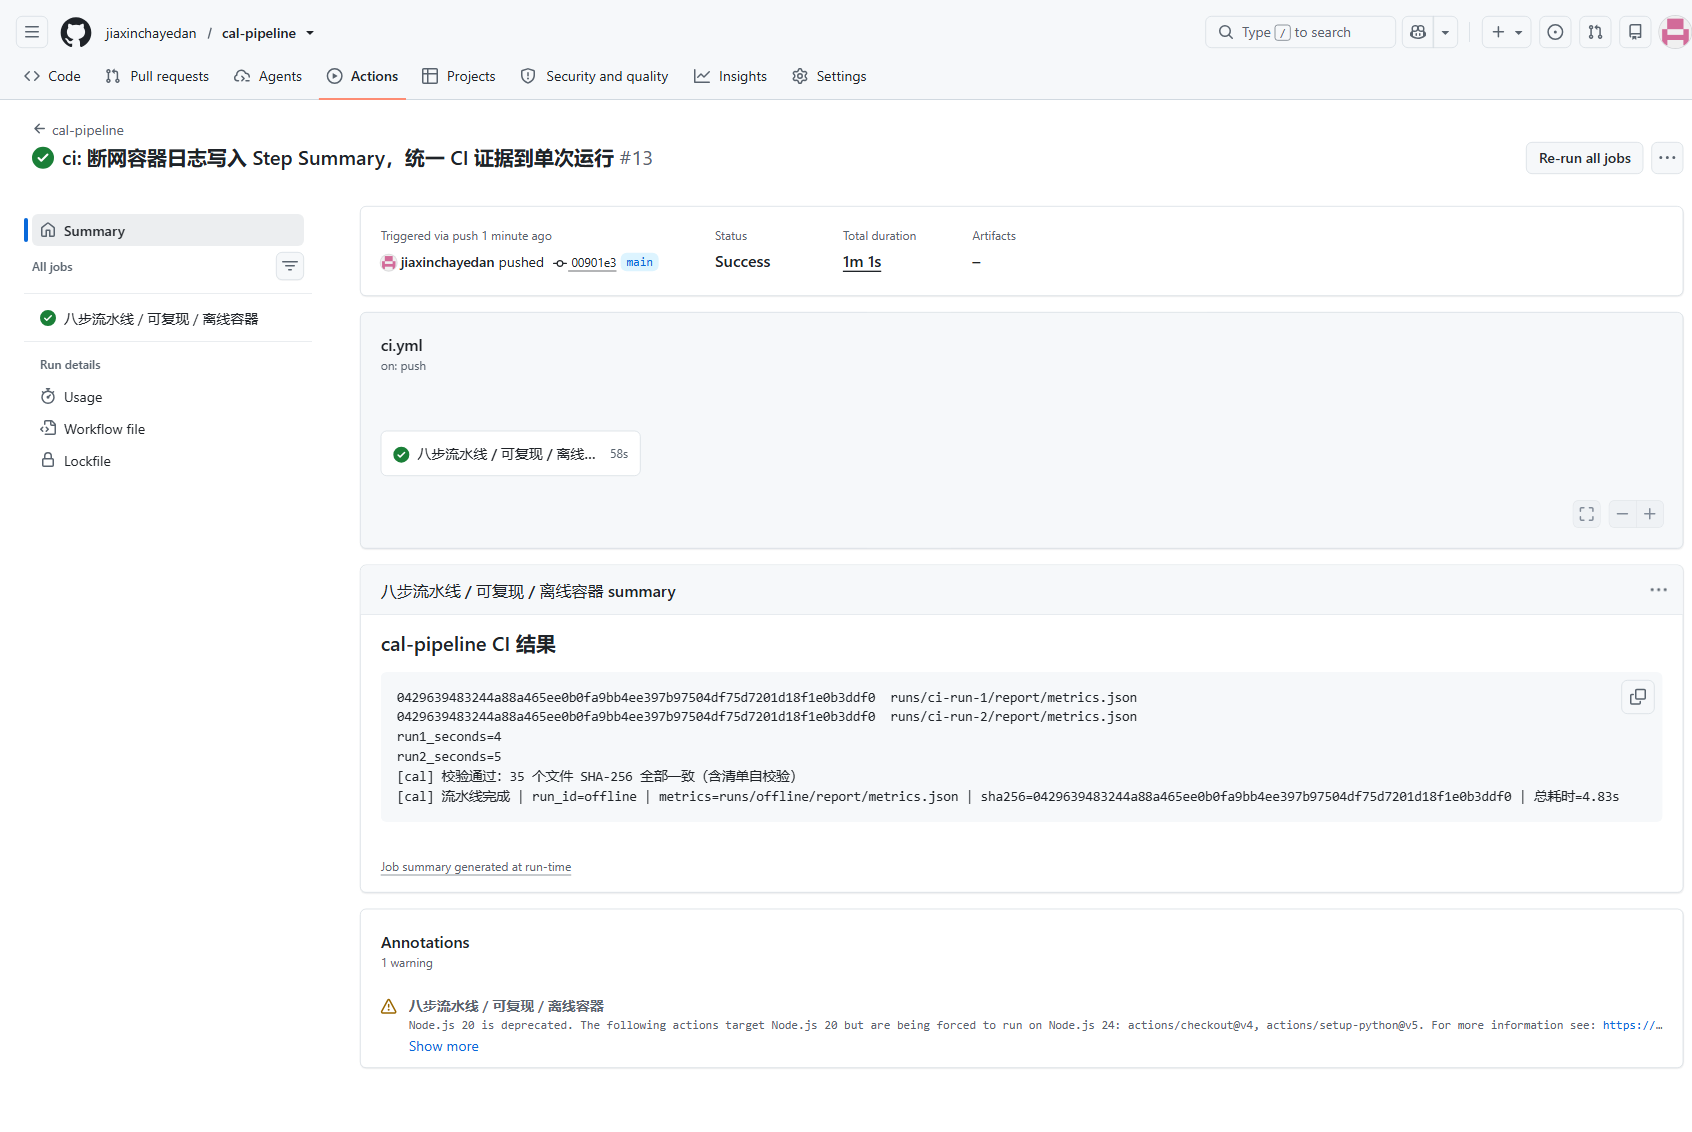 jiaxinchayedan / cal-pipeline
Type / to search
Code
Pull requests
Agents
Actions
Projects
Security and quality
Insights
Settings
cal-pipeline
ci: 断网容器日志写入 Step Summary，统一 CI 证据到单次运行 #13
Re-run all jobs
Summary
All jobs
八步流水线 / 可复现 / 离线容器
Run details
Usage
Workflow file
Lockfile
Triggered via push 1 minute ago
jiaxinchayedan pushed 00901e3 main
Status
Success
Total duration
1m 1s
Artifacts
–
ci.yml
on: push
八步流水线 / 可复现 / 离线... 58s
八步流水线 / 可复现 / 离线容器 summary
cal-pipeline CI 结果
0429639483244a88a465ee0b0fa9bb4ee397b97504df75d7201d18f1e0b3ddf0  runs/ci-run-1/report/metrics.json
0429639483244a88a465ee0b0fa9bb4ee397b97504df75d7201d18f1e0b3ddf0  runs/ci-run-2/report/metrics.json
run1_seconds=4
run2_seconds=5
[cal] 校验通过: 35 个文件 SHA-256 全部一致（含清单自校验）
[cal] 流水线完成 | run_id=offline | metrics=runs/offline/report/metrics.json | sha256=0429639483244a88a465ee0b0fa9bb4ee397b97504df75d7201d18f1e0b3ddf0 | 总耗时=4.83s
Job summary generated at run-time
Annotations
1 warning
八步流水线 / 可复现 / 离线容器
Node.js 20 is deprecated. The following actions target Node.js 20 but are being forced to run on Node.js 24: actions/checkout@v4, actions/setup-python@v5. For more information see: https://…
Show more